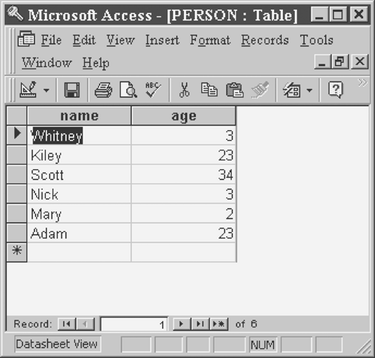 Microsoft Access - [PERSON : Table]
File Edit View Insert Format Records Tools
Window Help
ABC
name age
Whitney 3
Kiley 23
Scott 34
Nick 3
Mary 2
Adam 23
Record: 1 of 6
Datasheet View NUM